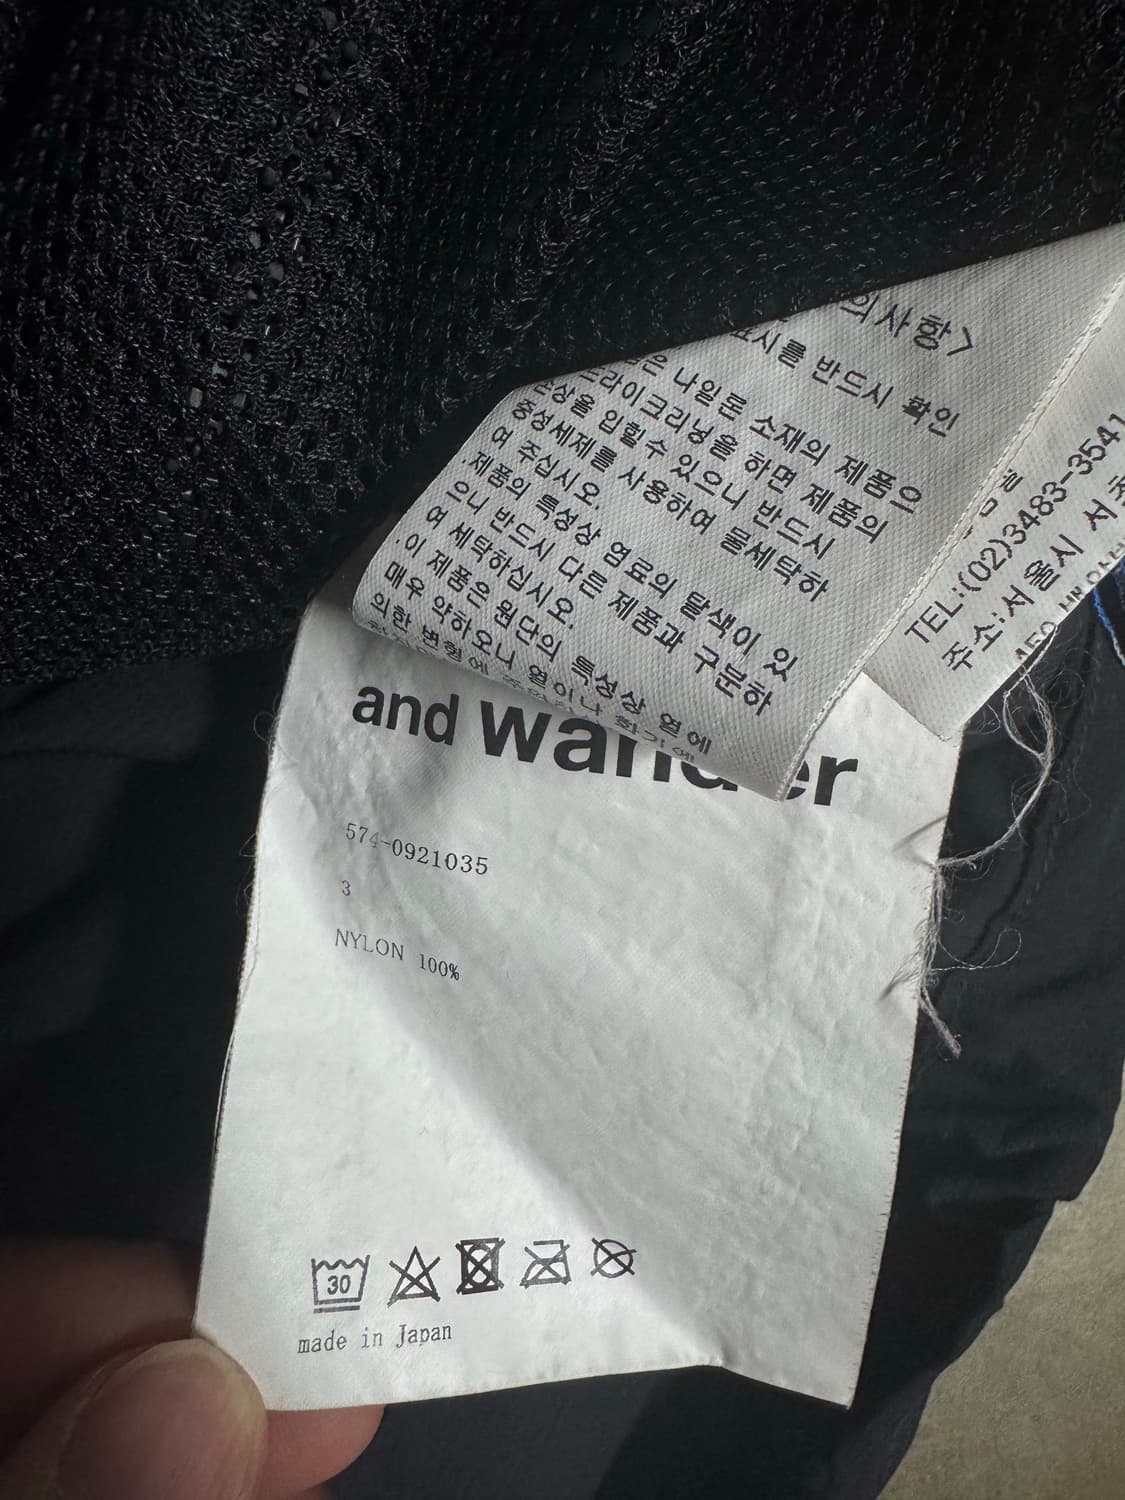 의사항>
표시를 반드시 확인
은 나일론 소재의 제품으
드라이크리닝을 하면 제품의
손상을 입힐수 있으니 반드시
중성세제를 사용하여 물세탁하
여 주십시오.
.제품의 특성상 염료의 탈색이 있
으니 반드시 다른 제품과 구분하
여 세탁하십시오.
.이 제품은 원단의 특성상 열에
매우 약하오니 열이나 화기에
의한 변형에
TEL:(02)3483-3541
주소:서울시 서초
and wander
574-0921035
3
NYLON 100%
30
made in Japan